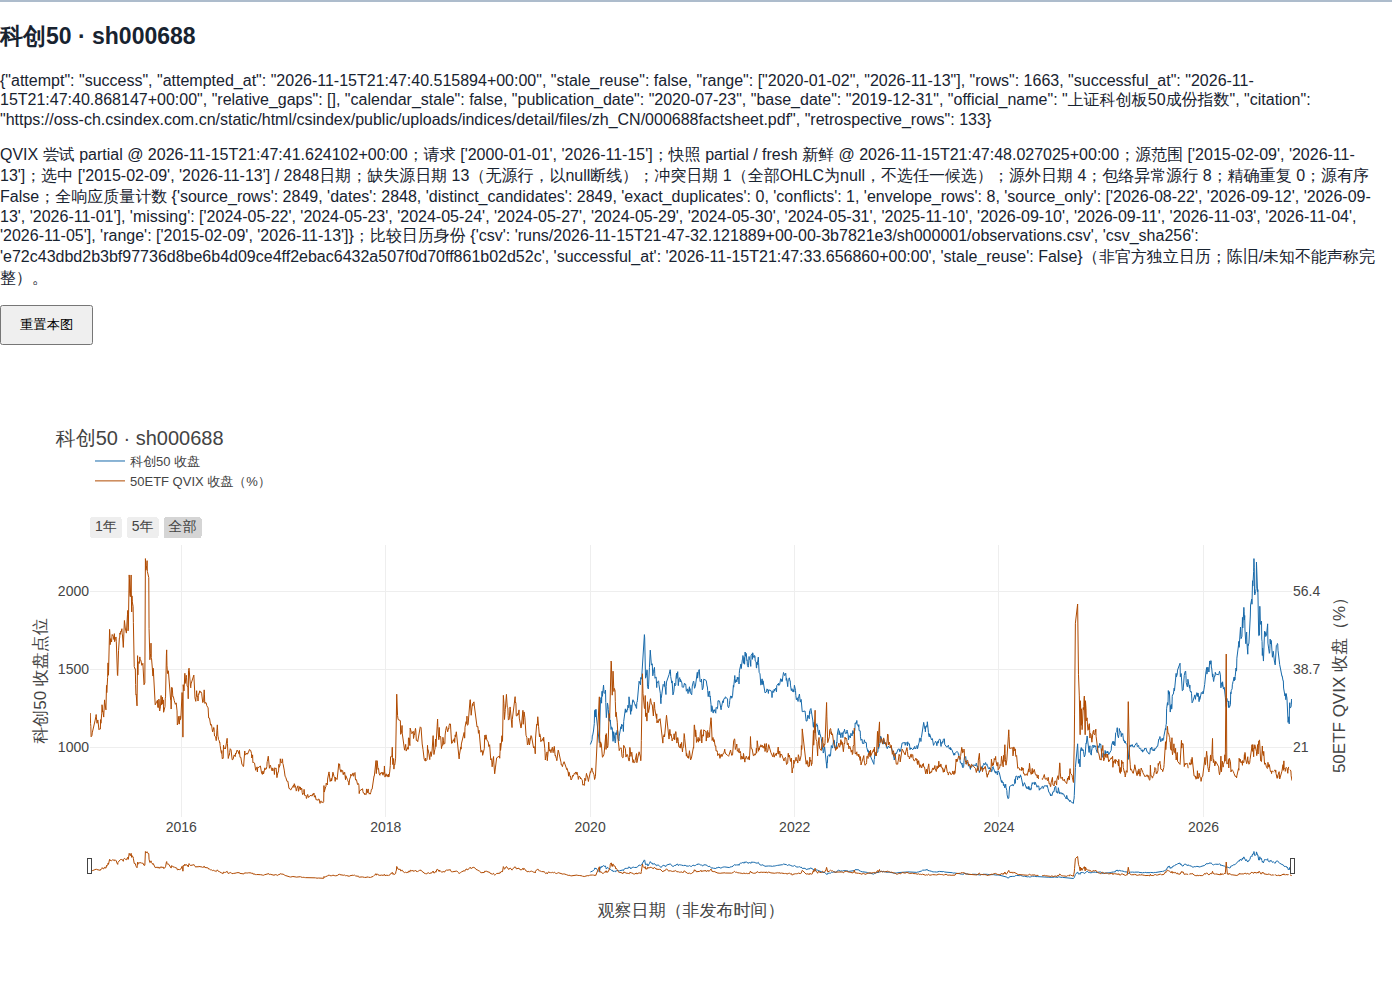 科创50 · sh000688
{"attempt": "success", "attempted_at": "2026-11-15T21:47:40.515894+00:00", "stale_reuse": false, "range": ["2020-01-02", "2026-11-13"], "rows": 1663, "successful_at": "2026-11-
15T21:47:40.868147+00:00", "relative_gaps": [], "calendar_stale": false, "publication_date": "2020-07-23", "base_date": "2019-12-31", "official_name": "上证科创板50成份指数", "citation":
"https://oss-ch.csindex.com.cn/static/html/csindex/public/uploads/indices/detail/files/zh_CN/000688factsheet.pdf", "retrospective_rows": 133}
QVIX 尝试 partial @ 2026-11-15T21:47:41.624102+00:00；请求 ['2000-01-01', '2026-11-15']；快照 partial / fresh 新鲜 @ 2026-11-15T21:47:48.027025+00:00；源范围 ['2015-02-09', '2026-11-
13']；选中 ['2015-02-09', '2026-11-13'] / 2848日期；缺失源日期 13（无源行，以null断线）；冲突日期 1（全部OHLC为null，不选任一候选）；源外日期 4；包络异常源行 8；精确重复 0；源有序
False；全响应质量计数 {'source_rows': 2849, 'dates': 2848, 'distinct_candidates': 2849, 'exact_duplicates': 0, 'conflicts': 1, 'envelope_rows': 8, 'source_only': ['2026-08-22', '2026-09-12', '2026-09-
13', '2026-11-01'], 'missing': ['2024-05-22', '2024-05-23', '2024-05-24', '2024-05-27', '2024-05-29', '2024-05-30', '2024-05-31', '2025-11-10', '2026-09-10', '2026-09-11', '2026-11-03', '2026-11-04',
'2026-11-05'], 'range': ['2015-02-09', '2026-11-13']}；比较日历身份 {'csv': 'runs/2026-11-15T21-47-32.121889+00-00-3b7821e3/sh000001/observations.csv', 'csv_sha256':
'e72c43dbd2b3bf97736d8be6b4d09ce4ff2ebac6432a507f0d70ff861b02d52c', 'successful_at': '2026-11-15T21:47:33.656860+00:00', 'stale_reuse': False}（非官方独立日历；陈旧/未知不能声称完
整）。
重置本图
科创50 · sh000688
科创50 收盘
50ETF QVIX 收盘（%）
1年 5年 全部
2000
1500
1000
科创50 收盘点位
56.4
38.7
21
50ETF QVIX 收盘（%）
2016 2018 2020 2022 2024 2026
观察日期（非发布时间）